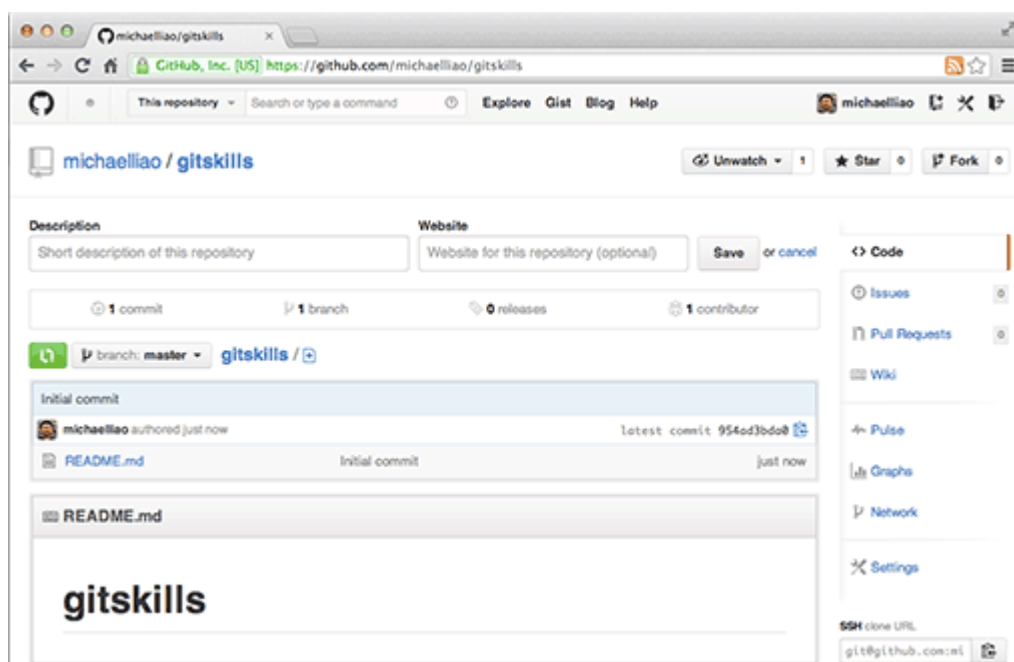 michaelliao/gitskills
GitHub, Inc. [US] https://github.com/michaelliao/gitskills
This repository Search or type a command Explore Gist Blog Help michaelliao
michaelliao / gitskills Unwatch 1 Star 0 Fork 0
Description Website
Short description of this repository Website for this repository (optional) Save or cancel
<> Code
Issues 0
1 commit 1 branch 0 releases 1 contributor
Pull Requests 0
branch: master gitskills /
Wiki
Initial commit
michaelliao authored just now latest commit 954ad3bda0
Pulse
README.md Initial commit just now
Graphs
README.md
Network
Settings
gitskills
SSH clone URL
git@github.com:mi